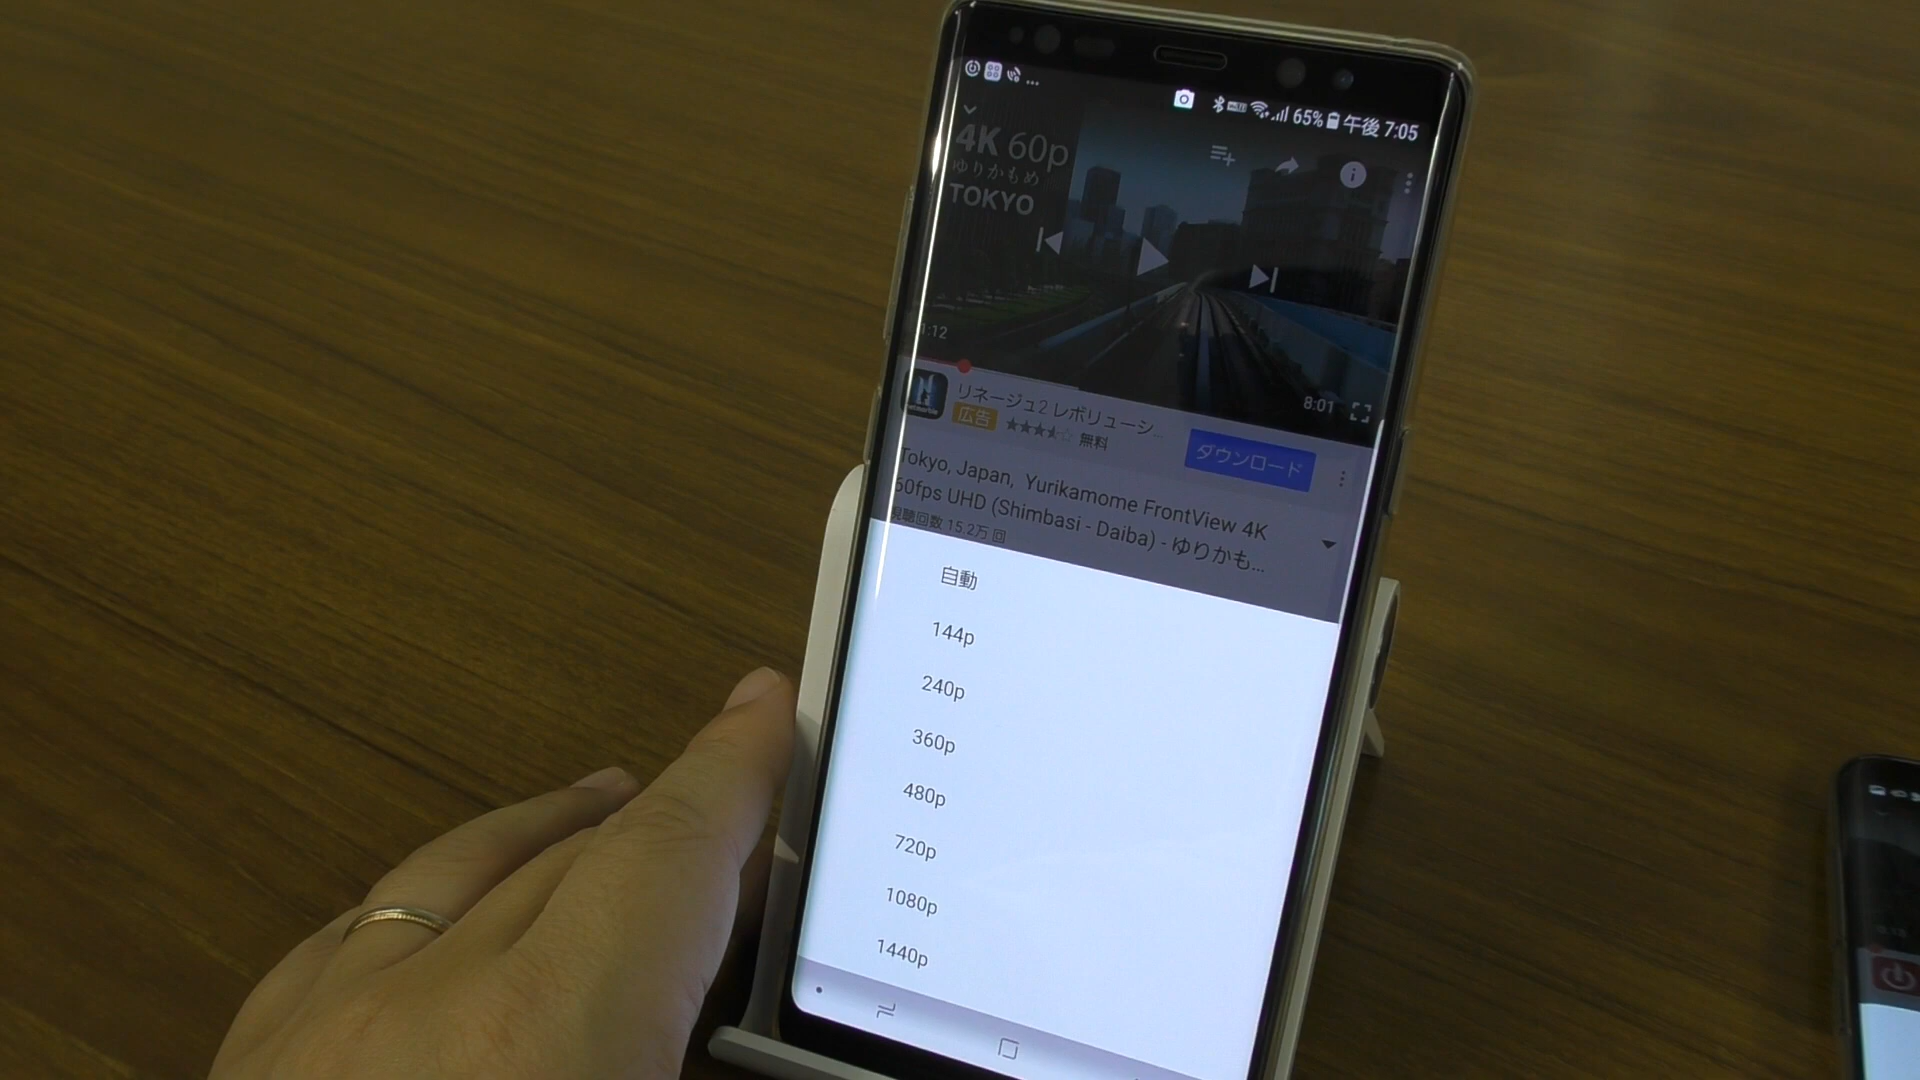 65% 午後 7:05
4K 60p
ゆりかもめ
TOKYO
1:12
8:01
リネージュ2 レボリューシ...
広告 無料
ダウンロード
Tokyo, Japan, Yurikamome FrontView 4K
60fps UHD (Shimbasi - Daiba) - ゆりかも...
視聴回数 15.2万 回
自動
144p
240p
360p
480p
720p
1080p
1440p